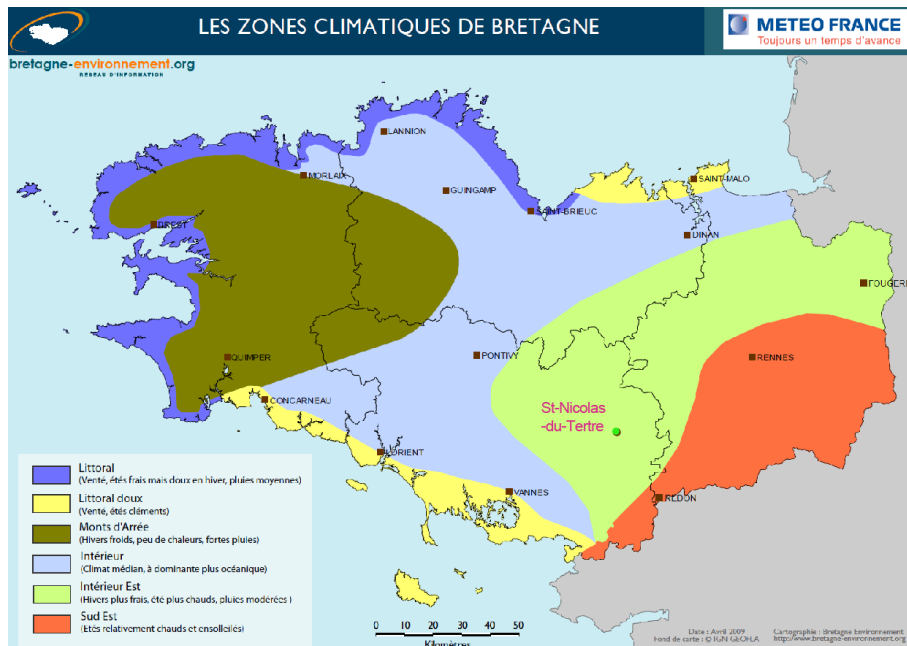 LES ZONES CLIMATIQUES DE BRETAGNE
METEO FRANCE
Toujours un temps d'avance
bretagne-environnement.org
RESEAU D'INFORMATION
LANNION
MORLAIX
GUINGAMP
SAINT-MALO
SAINT-BRIEUC
BREST
DINAN
FOUGER
QUIMPER
PONTIVY
RENNES
CONCARNEAU
St-Nicolas
-du-Tertre
LORIENT
VANNES
REDON
Littoral
(Venté, étés frais mais doux en hiver, pluies moyennes)
Littoral doux
(Venté, étés cléments)
Monts d'Arrée
(Hivers froids, peu de chaleurs, fortes pluies)
Intérieur
(Climat médian, à dominante plus océanique)
Intérieur Est
(Hivers plus frais, été plus chauds, pluies modérées )
Sud Est
(Etés relativement chauds et ensolleilés)
0 10 20 30 40 50
Kilomètres
Date : Avril 2009
Fond de carte : © IGN GEOFLA
Cartographie : Bretagne Environnement
http://www.bretagne-environnement.org